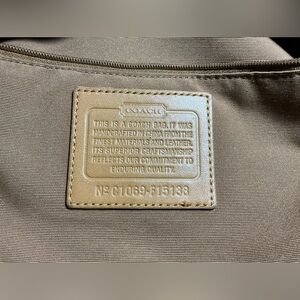 COACH
THIS IS A COACH BAG. IT WAS
HANDCRAFTED IN CHINA FROM THE
FINEST MATERIALS AND LEATHER.
ITS SUPERIOR CRAFTSMANSHIP
REFLECTS OUR COMMITMENT TO
ENDURING QUALITY.
Nº C1069-F15138